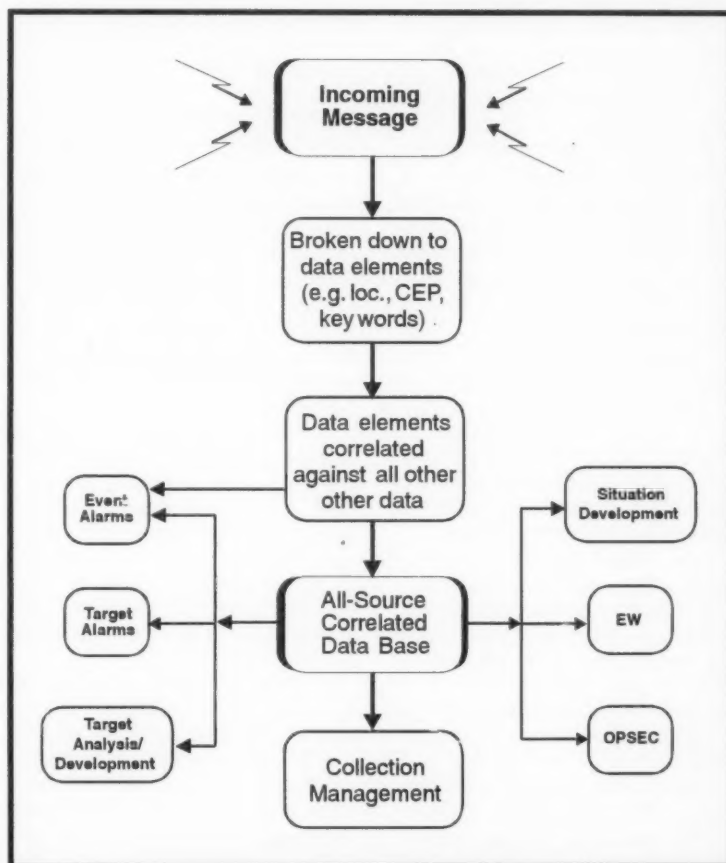 Incoming
Message
Broken down to
data elements
(e.g. loc., CEP,
key words)
Data elements
correlated
against all other
other data
Event
Alarms
Situation
Development
Target
Alarms
All-Source
Correlated
Data Base
EW
Target
Analysis/
Development
OPSEC
Collection
Management